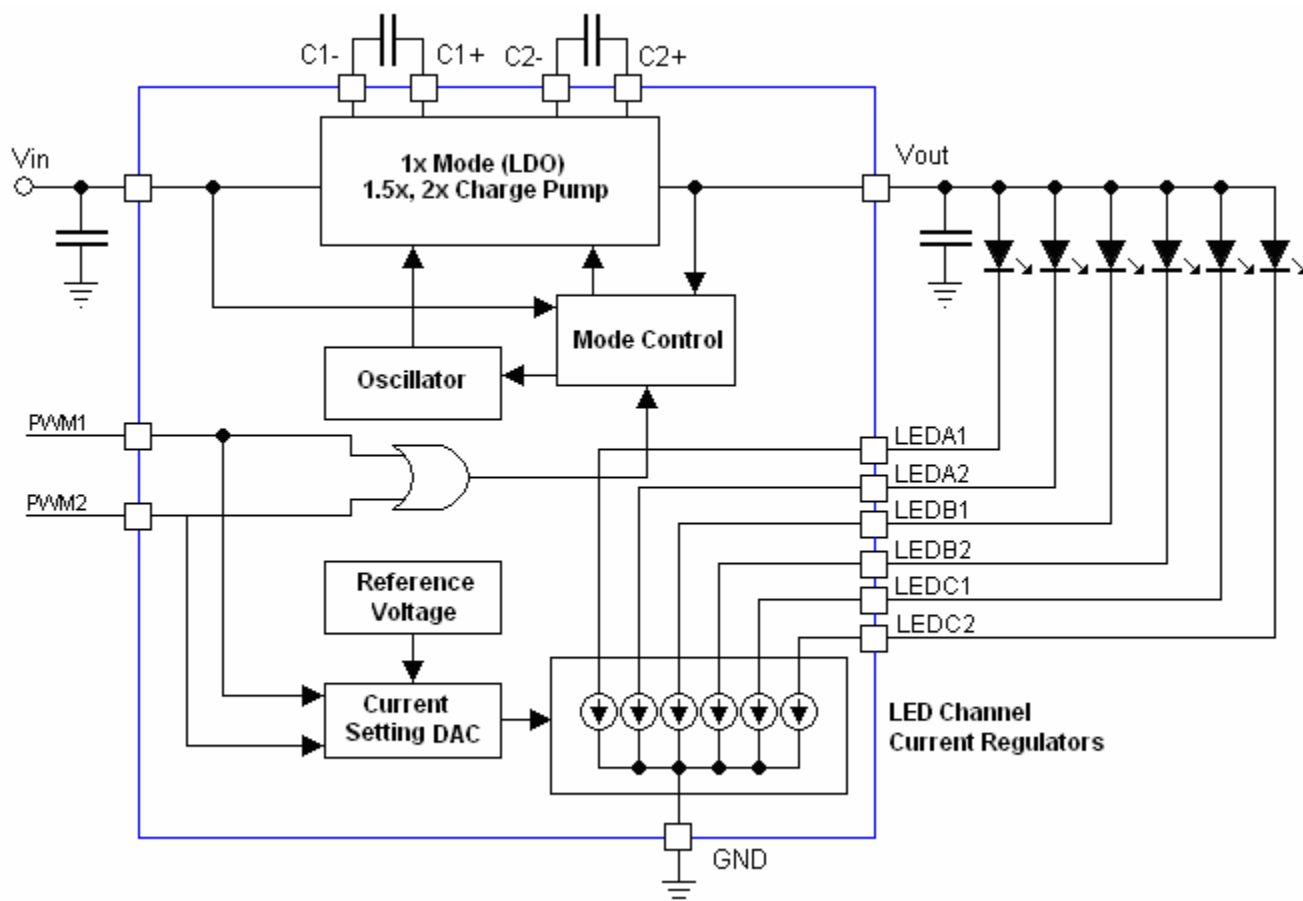 C1-
C1+
C2-
C2+
Vin
1x Mode (LDO)
1.5x, 2x Charge Pump
Vout
Mode Control
Oscillator
PWM1
PWM2
LEDA1
LEDA2
LEDB1
LEDB2
LEDC1
LEDC2
Reference
Voltage
Current
Setting DAC
LED Channel
Current Regulators
GND